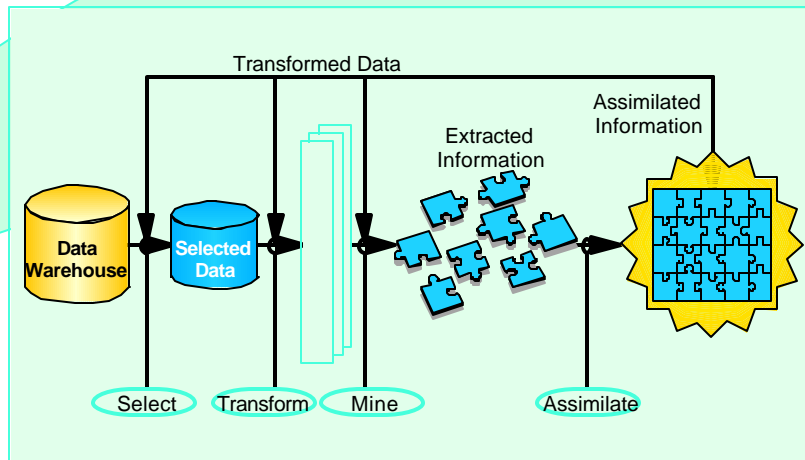 Transformed Data
Assimilated
Information
Extracted
Information
Data
Warehouse
Selected
Data
Select
Transform
Mine
Assimilate